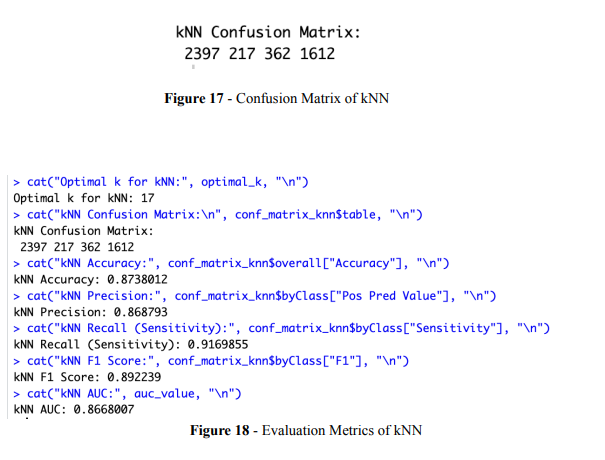 kNN Confusion Matrix:
2397 217 362 1612
Figure 17 - Confusion Matrix of kNN
> cat("Optimal k for kNN:", optimal_k, "\n")
Optimal k for kNN: 17
> cat("kNN Confusion Matrix:\n", conf_matrix_knn$table, "\n")
kNN Confusion Matrix:
2397 217 362 1612
> cat("kNN Accuracy:", conf_matrix_knn$overall["Accuracy"], "\n")
kNN Accuracy: 0.8738012
> cat("kNN Precision:", conf_matrix_knn$byClass["Pos Pred Value"], "\n")
kNN Precision: 0.868793
> cat("kNN Recall (Sensitivity):", conf_matrix_knn$byClass["Sensitivity"], "\n")
kNN Recall (Sensitivity): 0.9169855
> cat("kNN F1 Score:", conf_matrix_knn$byClass["F1"], "\n")
kNN F1 Score: 0.892239
> cat("kNN AUC:", auc_value, "\n")
kNN AUC: 0.8668007
Figure 18 - Evaluation Metrics of kNN